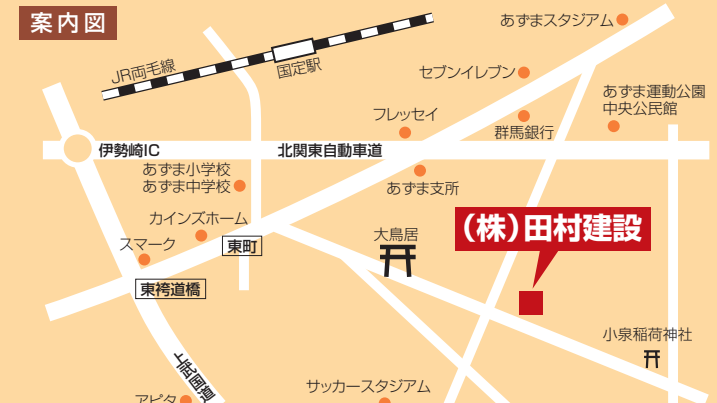 案内図
あずまスタジアム
JR両毛線
国定駅
セブンイレブン
あずま運動公園
中央公民館
フレッセイ
群馬銀行
伊勢崎IC
北関東自動車道
あずま小学校
あずま中学校
あずま支所
カインズホーム
スマーク
東町
大鳥居
(株)田村建設
東袴道橋
小泉稲荷神社
上武国道
サッカースタジアム
アピタ